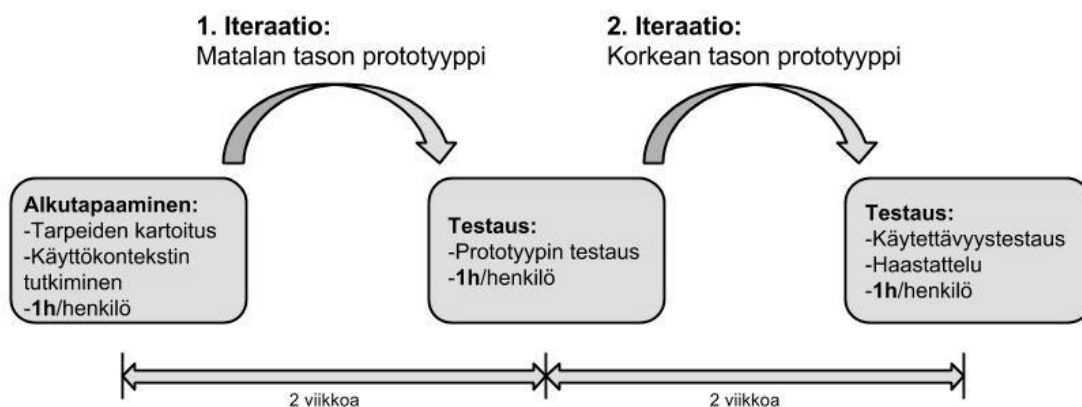 1. Iteraatio:
Matalan tason prototyyppi
2. Iteraatio:
Korkean tason prototyyppi
Alkutapaaminen:
-Tarpeiden kartoitus
-Käyttökontekstin
tutkiminen
-1h/henkilö
Testaus:
-Prototyypin testaus
-1h/henkilö
Testaus:
-Käytettävyystestaus
-Haastattelu
-1h/henkilö
2 viikkoa
2 viikkoa